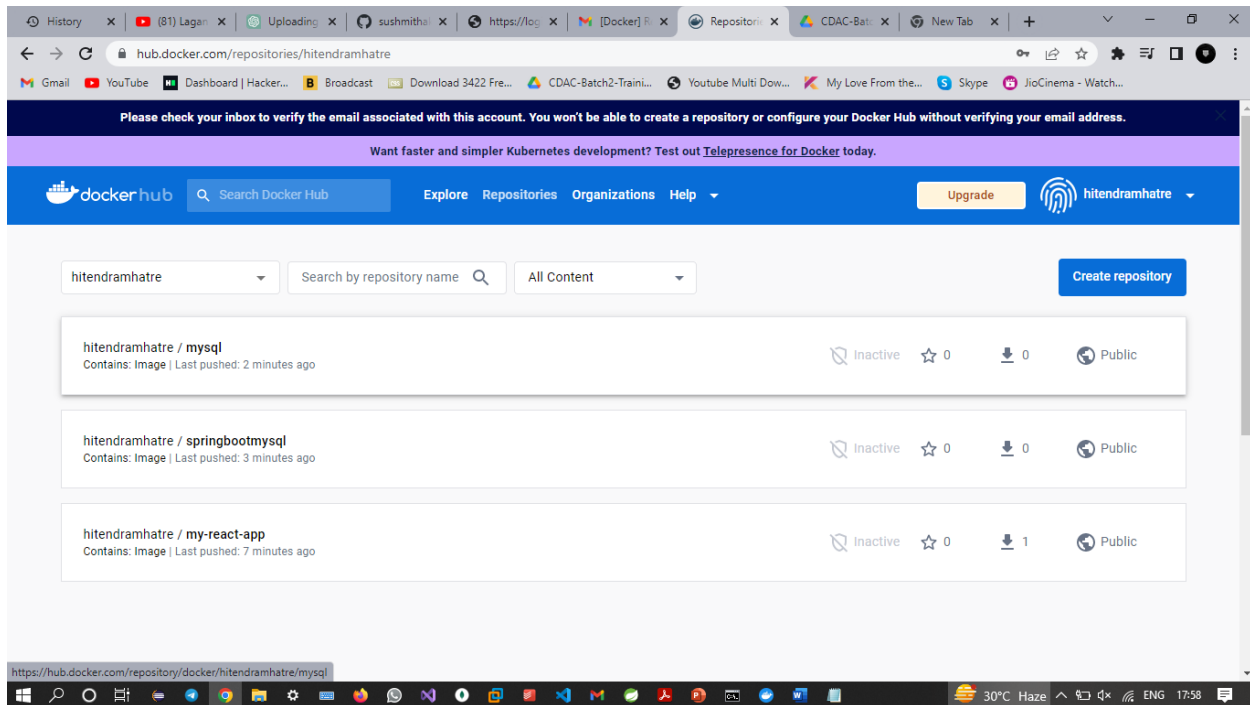 History
(81) Lagan
Uploading
sushmithal
https://log
[Docker] R
Repositorie
CDAC-Batc
New Tab
hub.docker.com/repositories/hitendramhatre
Gmail
YouTube
Dashboard | Hacker...
Broadcast
Download 3422 Fre...
CDAC-Batch2-Traini...
Youtube Multi Dow...
My Love From the...
Skype
JioCinema - Watch...
Please check your inbox to verify the email associated with this account. You won't be able to create a repository or configure your Docker Hub without verifying your email address.
Want faster and simpler Kubernetes development? Test out Telepresence for Docker today.
dockerhub
Search Docker Hub
Explore
Repositories
Organizations
Help
Upgrade
hitendramhatre
hitendramhatre
Search by repository name
All Content
Create repository
hitendramhatre / mysql
Contains: Image | Last pushed: 2 minutes ago
Inactive
0
0
Public
hitendramhatre / springbootmysql
Contains: Image | Last pushed: 3 minutes ago
Inactive
0
0
Public
hitendramhatre / my-react-app
Contains: Image | Last pushed: 7 minutes ago
Inactive
0
1
Public
https://hub.docker.com/repository/docker/hitendramhatre/mysql
30°C Haze
ENG
17:58